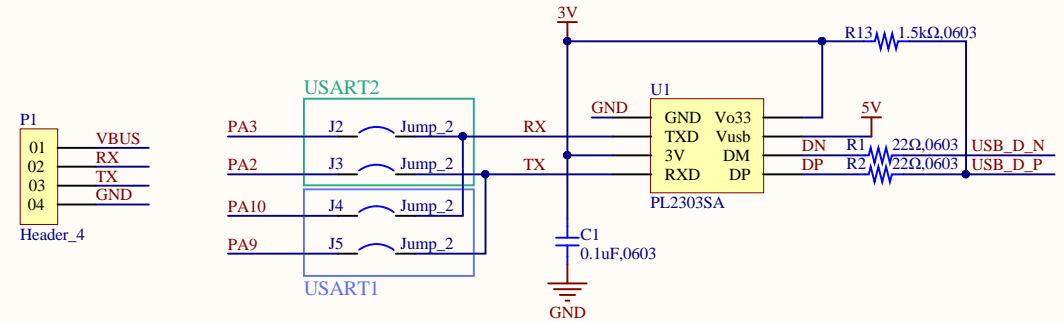 3V
R13 1.5kΩ,0603
USART2
U1
P1
GND
GND Vo33
5V
01 VBUS
PA3 J2 Jump_2 RX
TXD Vusb
02 RX
3V DM DN R1 22Ω,0603 USB_D_N
03 TX
PA2 J3 Jump_2 TX
RXD DP DP R2 22Ω,0603 USB_D_P
04 GND
PL2303SA
PA10 J4 Jump_2
Header_4
C1
PA9 J5 Jump_2
0.1uF,0603
USART1
GND